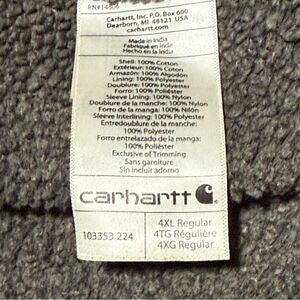 RN#14806
Carhartt, Inc. P.O. Box 600
Dearborn, MI 48121 USA
carhartt.com
Made in India
Fabriqué en Inde
Hecho en la India
Shell: 100% Cotton
Extérieur: 100% Coton
Armazón: 100% Algodón
Lining: 100% Polyester
Doublure: 100% Polyester
Forro: 100% Poliéster
Sleeve Lining: 100% Nylon
Doublure de la manche: 100% Nylon
Forro de la manga: 100% Nilón
Sleeve Interlining: 100% Polyester
Entredoublure de la manche:
100% Polyester
Forro entrelazado de la manga:
100% Poliéster
Exclusive of Trimming
Sans garniture
Sin incluir adorno
carhartt
103353 224
4XL Regular
4TG Régulière
4XG Regular